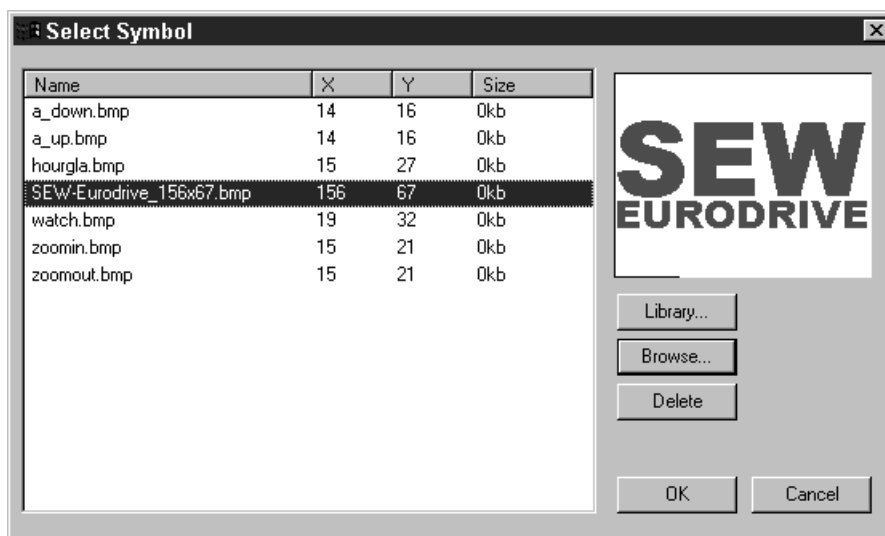 Select Symbol
Name X Y Size
a_down.bmp 14 16 0kb
a_up.bmp 14 16 0kb
hourgla.bmp 15 27 0kb
SEW-Eurodrive_156x67.bmp 156 67 0kb
watch.bmp 19 32 0kb
zoomin.bmp 15 21 0kb
zoomout.bmp 15 21 0kb
SEW
EURODRIVE
Library...
Browse...
Delete
OK Cancel